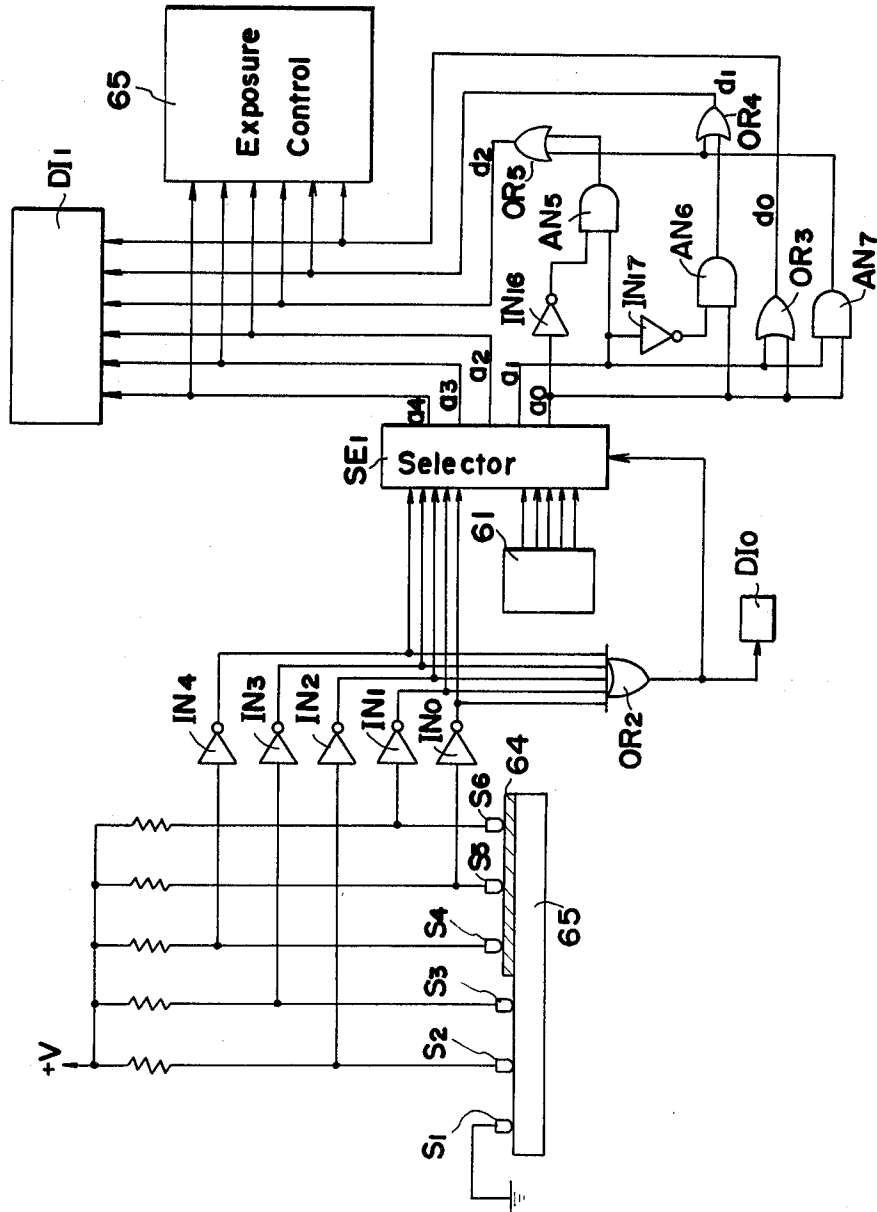 65
Exposure
Control
DI1
d2
OR5
d1
OR4
AN5
AN6
d0
OR3
AN7
IN16
IN17
a4
a3
a2
a1
a0
SE1
Selector
61
DI0
IN4
IN3
IN2
IN1
IN0
OR2
64
S6
S5
S4
S3
S2
S1
65
+V